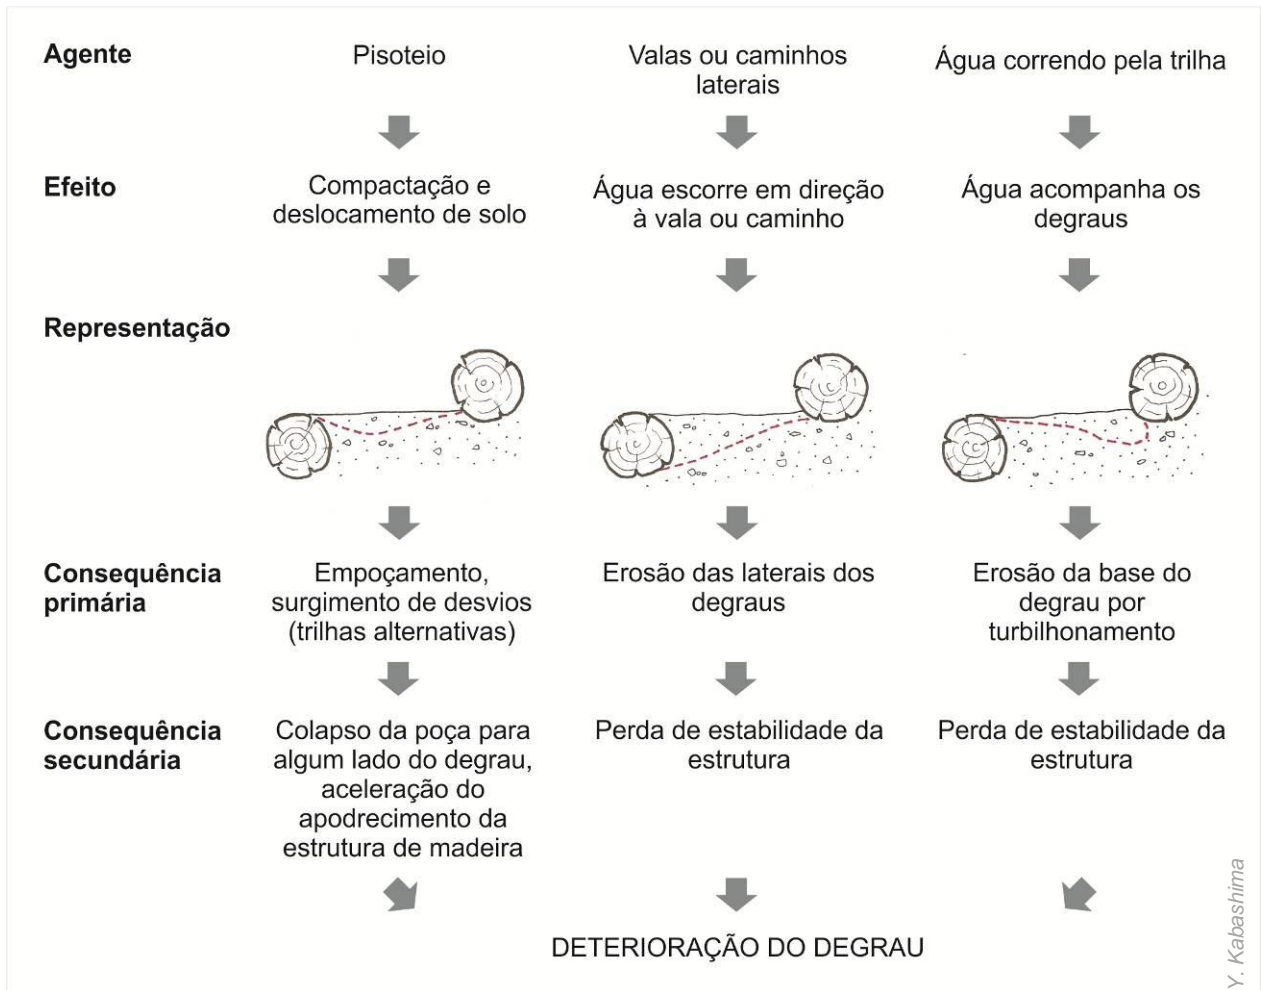 Agente
Pisoteio
Valas ou caminhos
laterais
Água correndo pela trilha
Efeito
Compactação e
deslocamento de solo
Água escorre em direção
à vala ou caminho
Água acompanha os
degraus
Representação
Consequência
primária
Empoçamento,
surgimento de desvios
(trilhas alternativas)
Erosão das laterais dos
degraus
Erosão da base do
degrau por
turbilhonamento
Consequência
secundária
Colapso da poça para
algum lado do degrau,
aceleração do
apodrecimento da
estrutura de madeira
Perda de estabilidade da
estrutura
Perda de estabilidade da
estrutura
DETERIORAÇÃO DO DEGRAU
Y. Kabashima